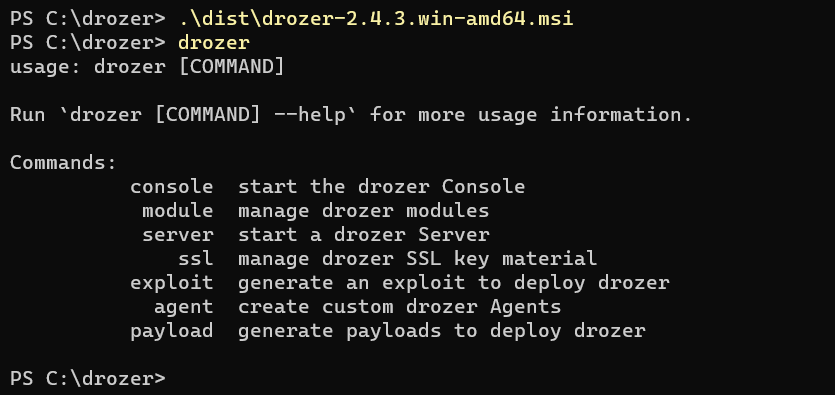 PS C:\drozer> .\dist\drozer-2.4.3.win-amd64.msi
PS C:\drozer> drozer
usage: drozer [COMMAND]
Run `drozer [COMMAND] --help` for more usage information.
Commands:
console  start the drozer Console
module  manage drozer modules
server  start a drozer Server
ssl  manage drozer SSL key material
exploit  generate an exploit to deploy drozer
agent  create custom drozer Agents
payload  generate payloads to deploy drozer
PS C:\drozer>